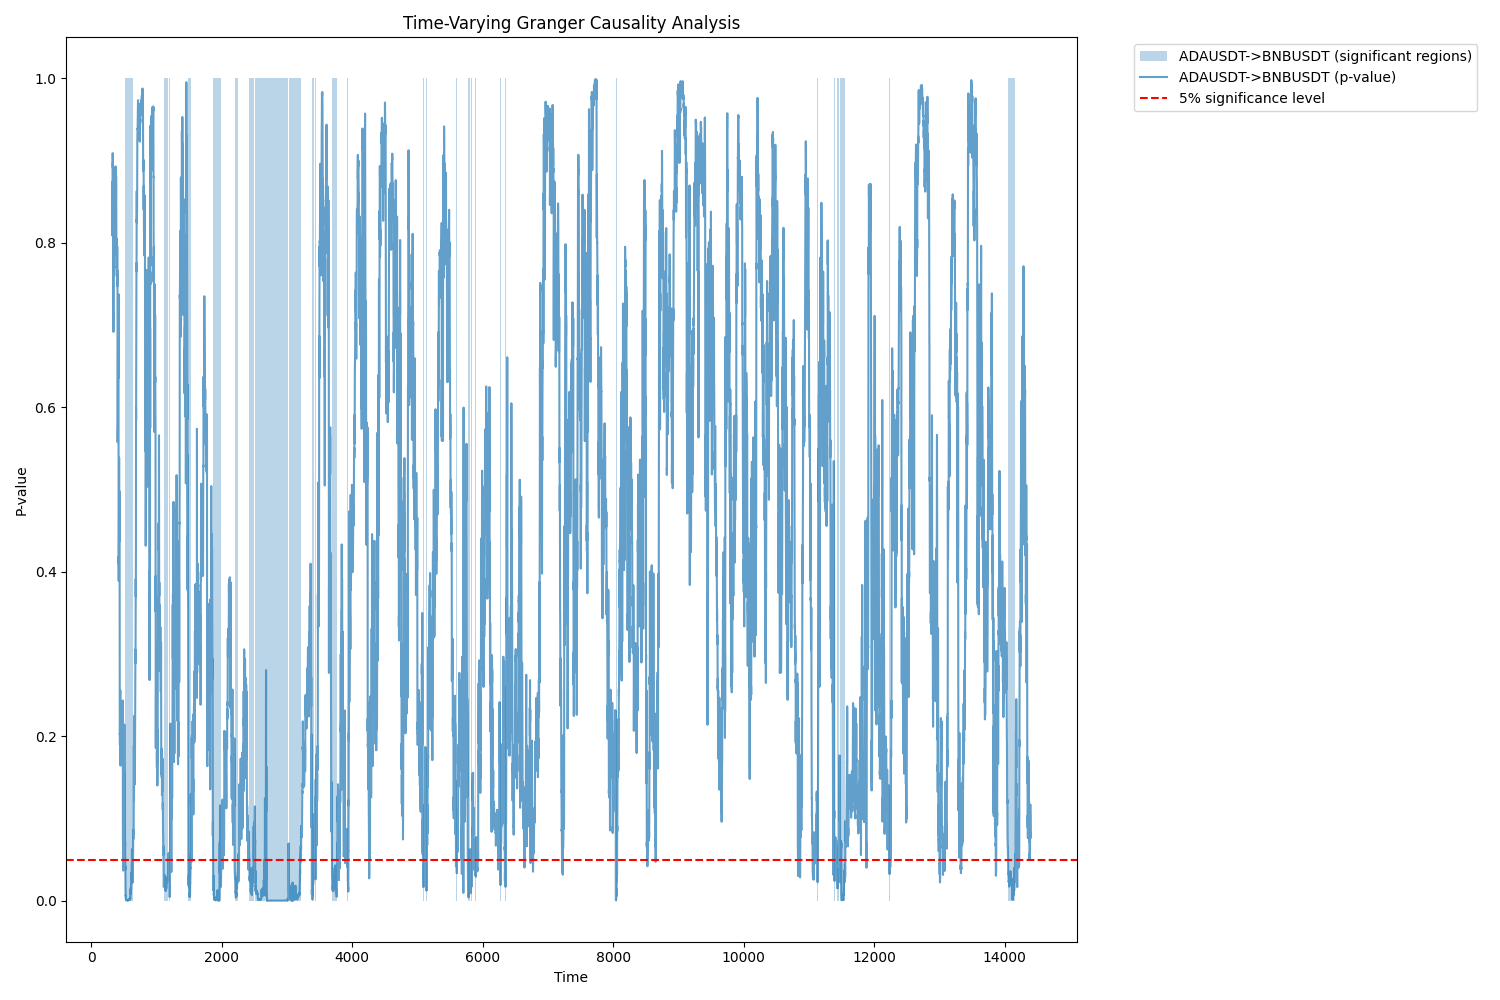 Time-Varying Granger Causality Analysis
ADAUSDT->BNBUSDT (significant regions)
ADAUSDT->BNBUSDT (p-value)
5% significance level
1.0
0.8
0.6
0.4
0.2
0.0
P-value
0 2000 4000 6000 8000 10000 12000 14000
Time